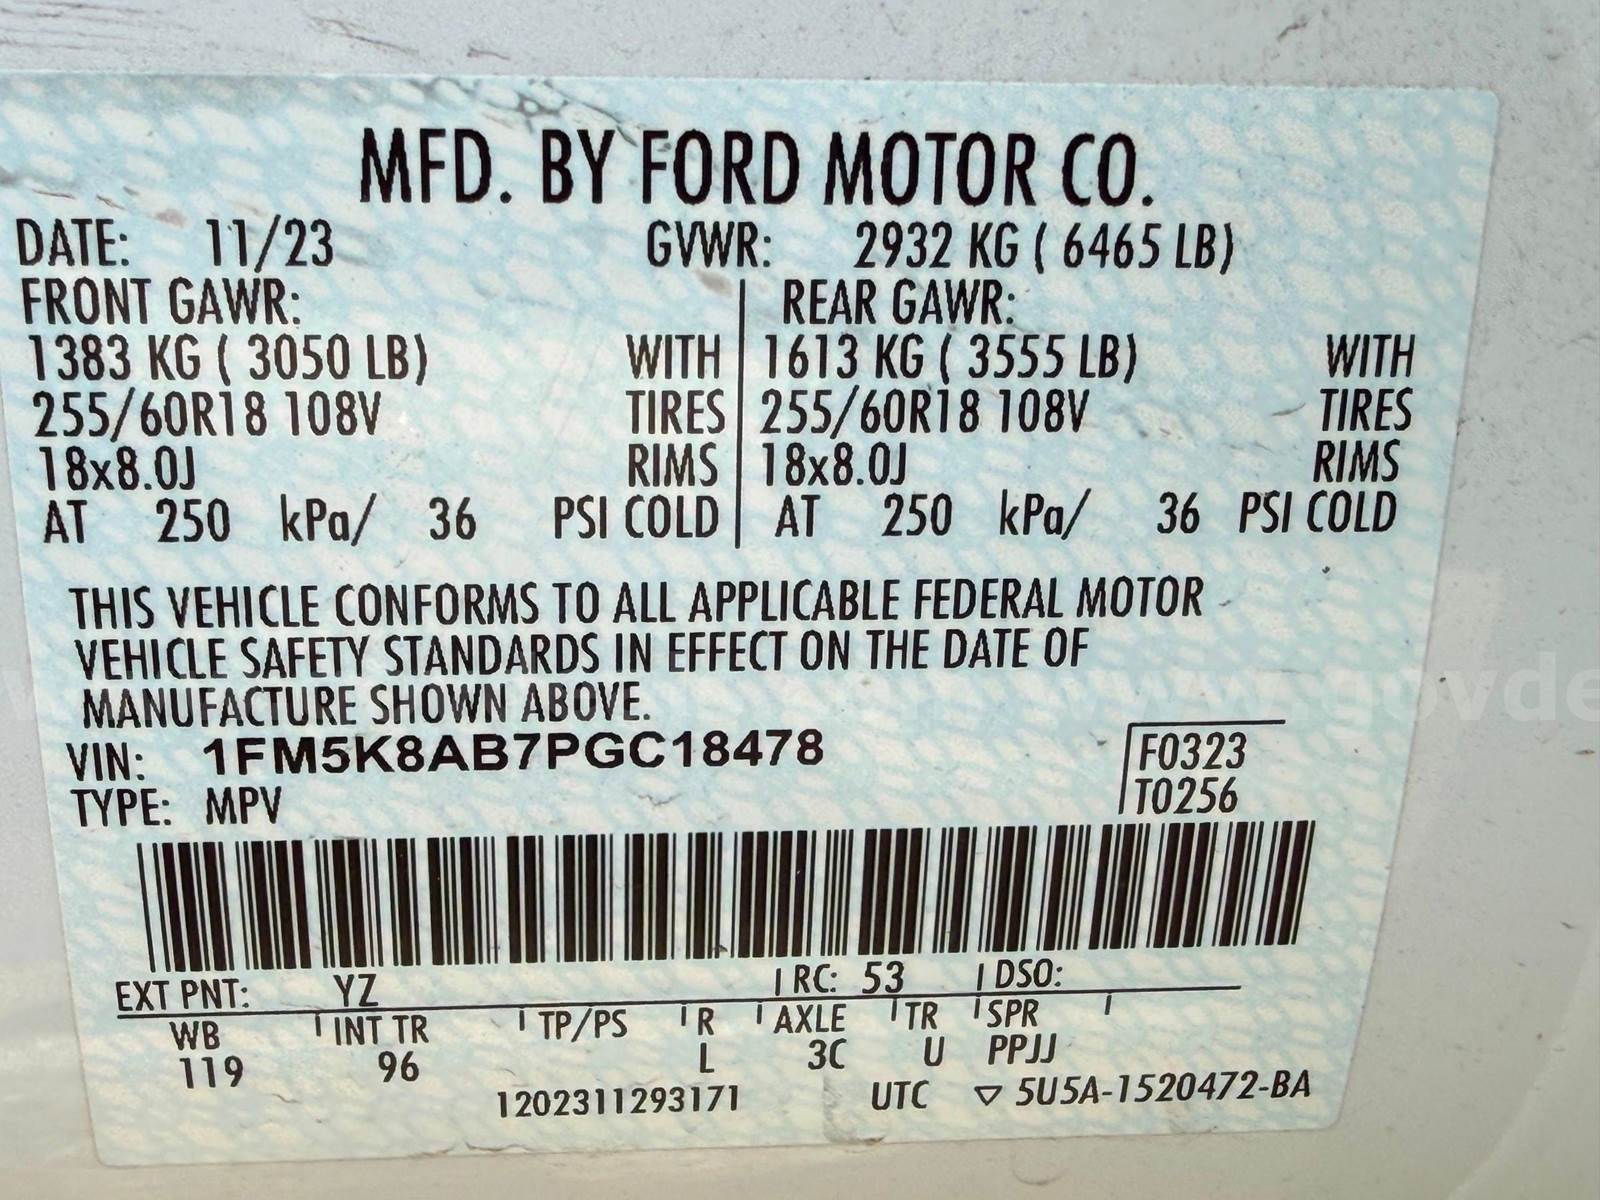 MFD. BY FORD MOTOR CO.
DATE: 11/23 GVWR: 2932 KG ( 6465 LB)
FRONT GAWR: REAR GAWR:
1383 KG ( 3050 LB) WITH 1613 KG ( 3555 LB) WITH
255/60R18 108V TIRES 255/60R18 108V TIRES
18x8.0J RIMS 18x8.0J RIMS
AT 250 kPa/ 36 PSI COLD AT 250 kPa/ 36 PSI COLD
THIS VEHICLE CONFORMS TO ALL APPLICABLE FEDERAL MOTOR
VEHICLE SAFETY STANDARDS IN EFFECT ON THE DATE OF
MANUFACTURE SHOWN ABOVE.
VIN: 1FM5K8AB7PGC18478 F0323
TYPE: MPV T0256
EXT PNT: YZ RC: 53 DSO:
WB INT TR TP/PS R AXLE TR SPR
119 96 L 3C U PPJJ
1202311293171 UTC ▽ 5U5A-1520472-BA